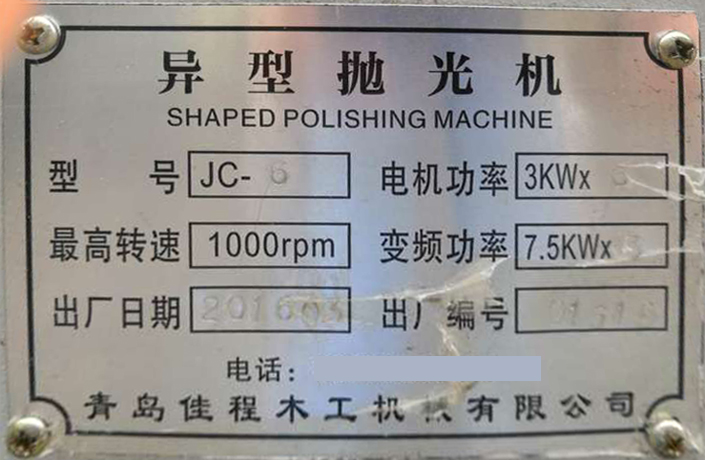 异型抛光机
SHAPED POLISHING MACHINE
型 号 JC-6 电机功率 3KWx
最高转速 1000rpm 变频功率 7.5KWx
出厂日期 201603 出厂编号
电话：
青岛佳程木工机械有限公司